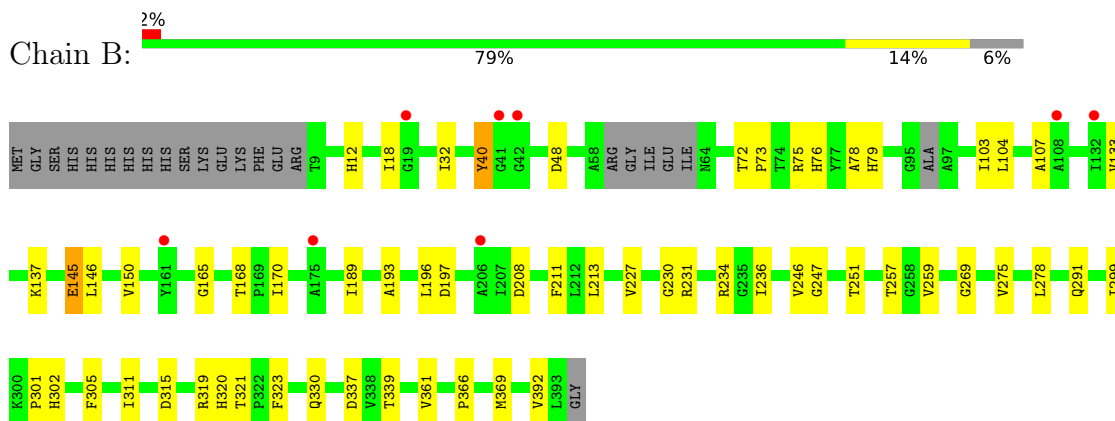 2%
Chain B:
79% 14% 6%
MET GLY SER HIS HIS HIS HIS HIS HIS SER LYS GLU LYS PHE GLU ARG T9 H12 I18 G19 I32 Y40 G41 G42 D48 A58 ARG GLY ILE GLU ILE N64 T72 P73 T74 R75 H76 Y77 A78 H79 G95 ALA A97 I103 L104 A107 A108 I132 V133
K137 E145 L146 V150 Y161 G165 T168 P169 I170 A175 I189 A193 L196 D197 A206 I207 D208 F211 L212 L213 V227 G230 R231 R234 G235 I236 V246 G247 T251 T257 G258 V259 G269 V275 L278 Q291
K300 P301 H302 F305 I311 D315 R319 H320 T321 P322 F323 Q330 D337 V338 T339 V361 P366 M369 V392 L393 GLY